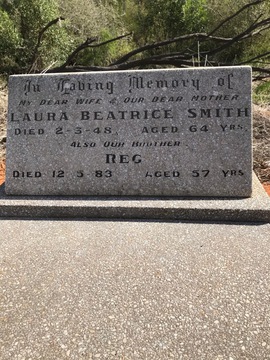 In Loving Memory of
My Dear Wife & Our Dear Mother
Laura Beatrice Smith
Died 2-3-48, Aged 64 Yrs.
Also Our Brother
Reg
Died 12 5 83 Aged 57 Yrs